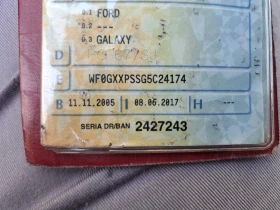 D.1 FORD
D.2 ---
D.3 GALAXY
D
E WF0GXXPSSG5C24174
B 11.11.2005 I 08.06.2017 H ---
SERIA DR/BAN 2427243